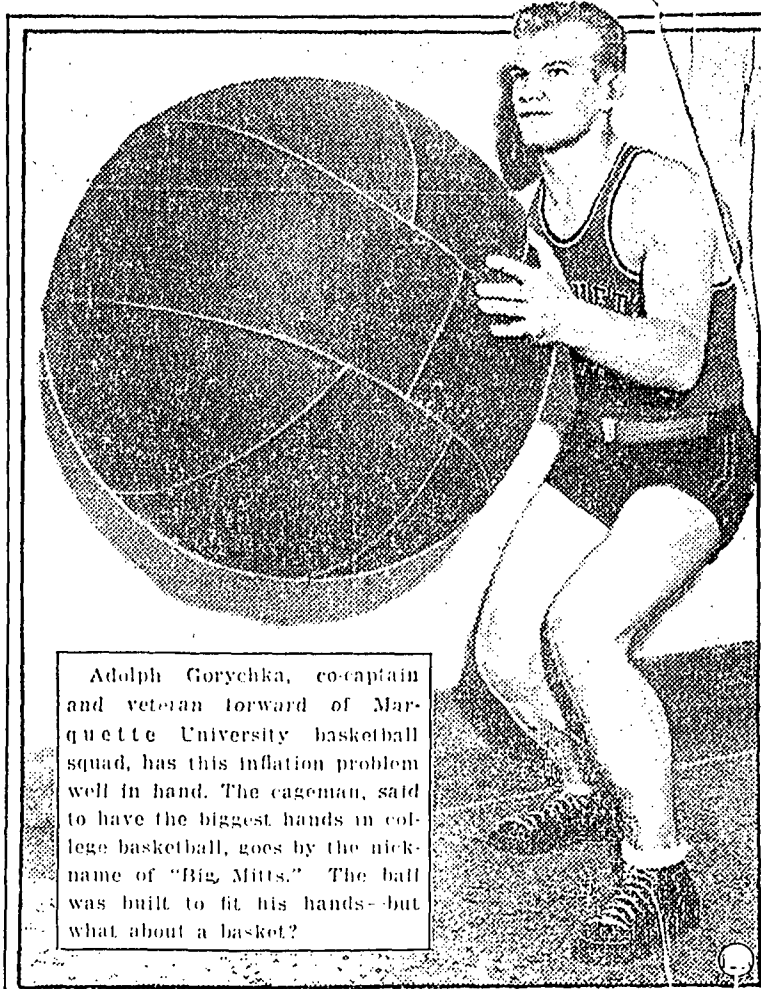 Adolph Gorychka, co-captain
and veteran forward of Mar-
quette University basketball
squad, has this inflation problem
well in hand. The cageman, said
to have the biggest hands in col-
lege basketball, goes by the nick-
name of "Big Mitts." The ball
was built to fit his hands--but
what about a basket?